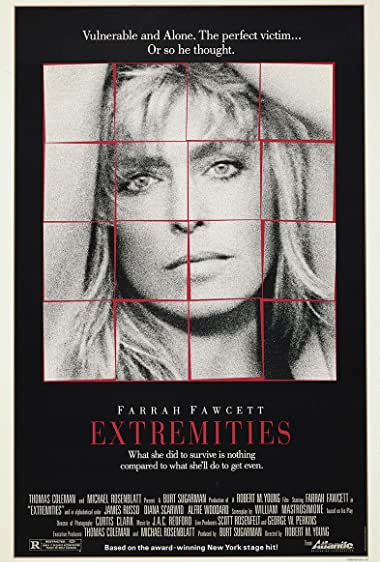 Vulnerable and Alone. The perfect victim...
Or so he thought.
FARRAH FAWCETT
EXTREMITIES
What she did to survive is nothing
compared to what she'll do to get even.
THOMAS COLEMAN and MICHAEL ROSENBLATT Present A BURT SUGARMAN Production Of A ROBERT M. YOUNG Film Starring FARRAH FAWCETT in
"EXTREMITIES" and in alphabetical order JAMES RUSSO DIANA SCARWID ALFRE WOODARD Screenplay by WILLIAM MASTROSIMONE Based on his Play
Director of Photography CURTIS CLARK Music by J.A.C. REDFORD Line Producers SCOTT ROSENFELT and GEORGE W. PERKINS
Executive Producers THOMAS COLEMAN and MICHAEL ROSENBLATT Produced by BURT SUGARMAN Directed by ROBERT M. YOUNG
R RESTRICTED
Based on the award-winning New York stage hit!
From Atlantic